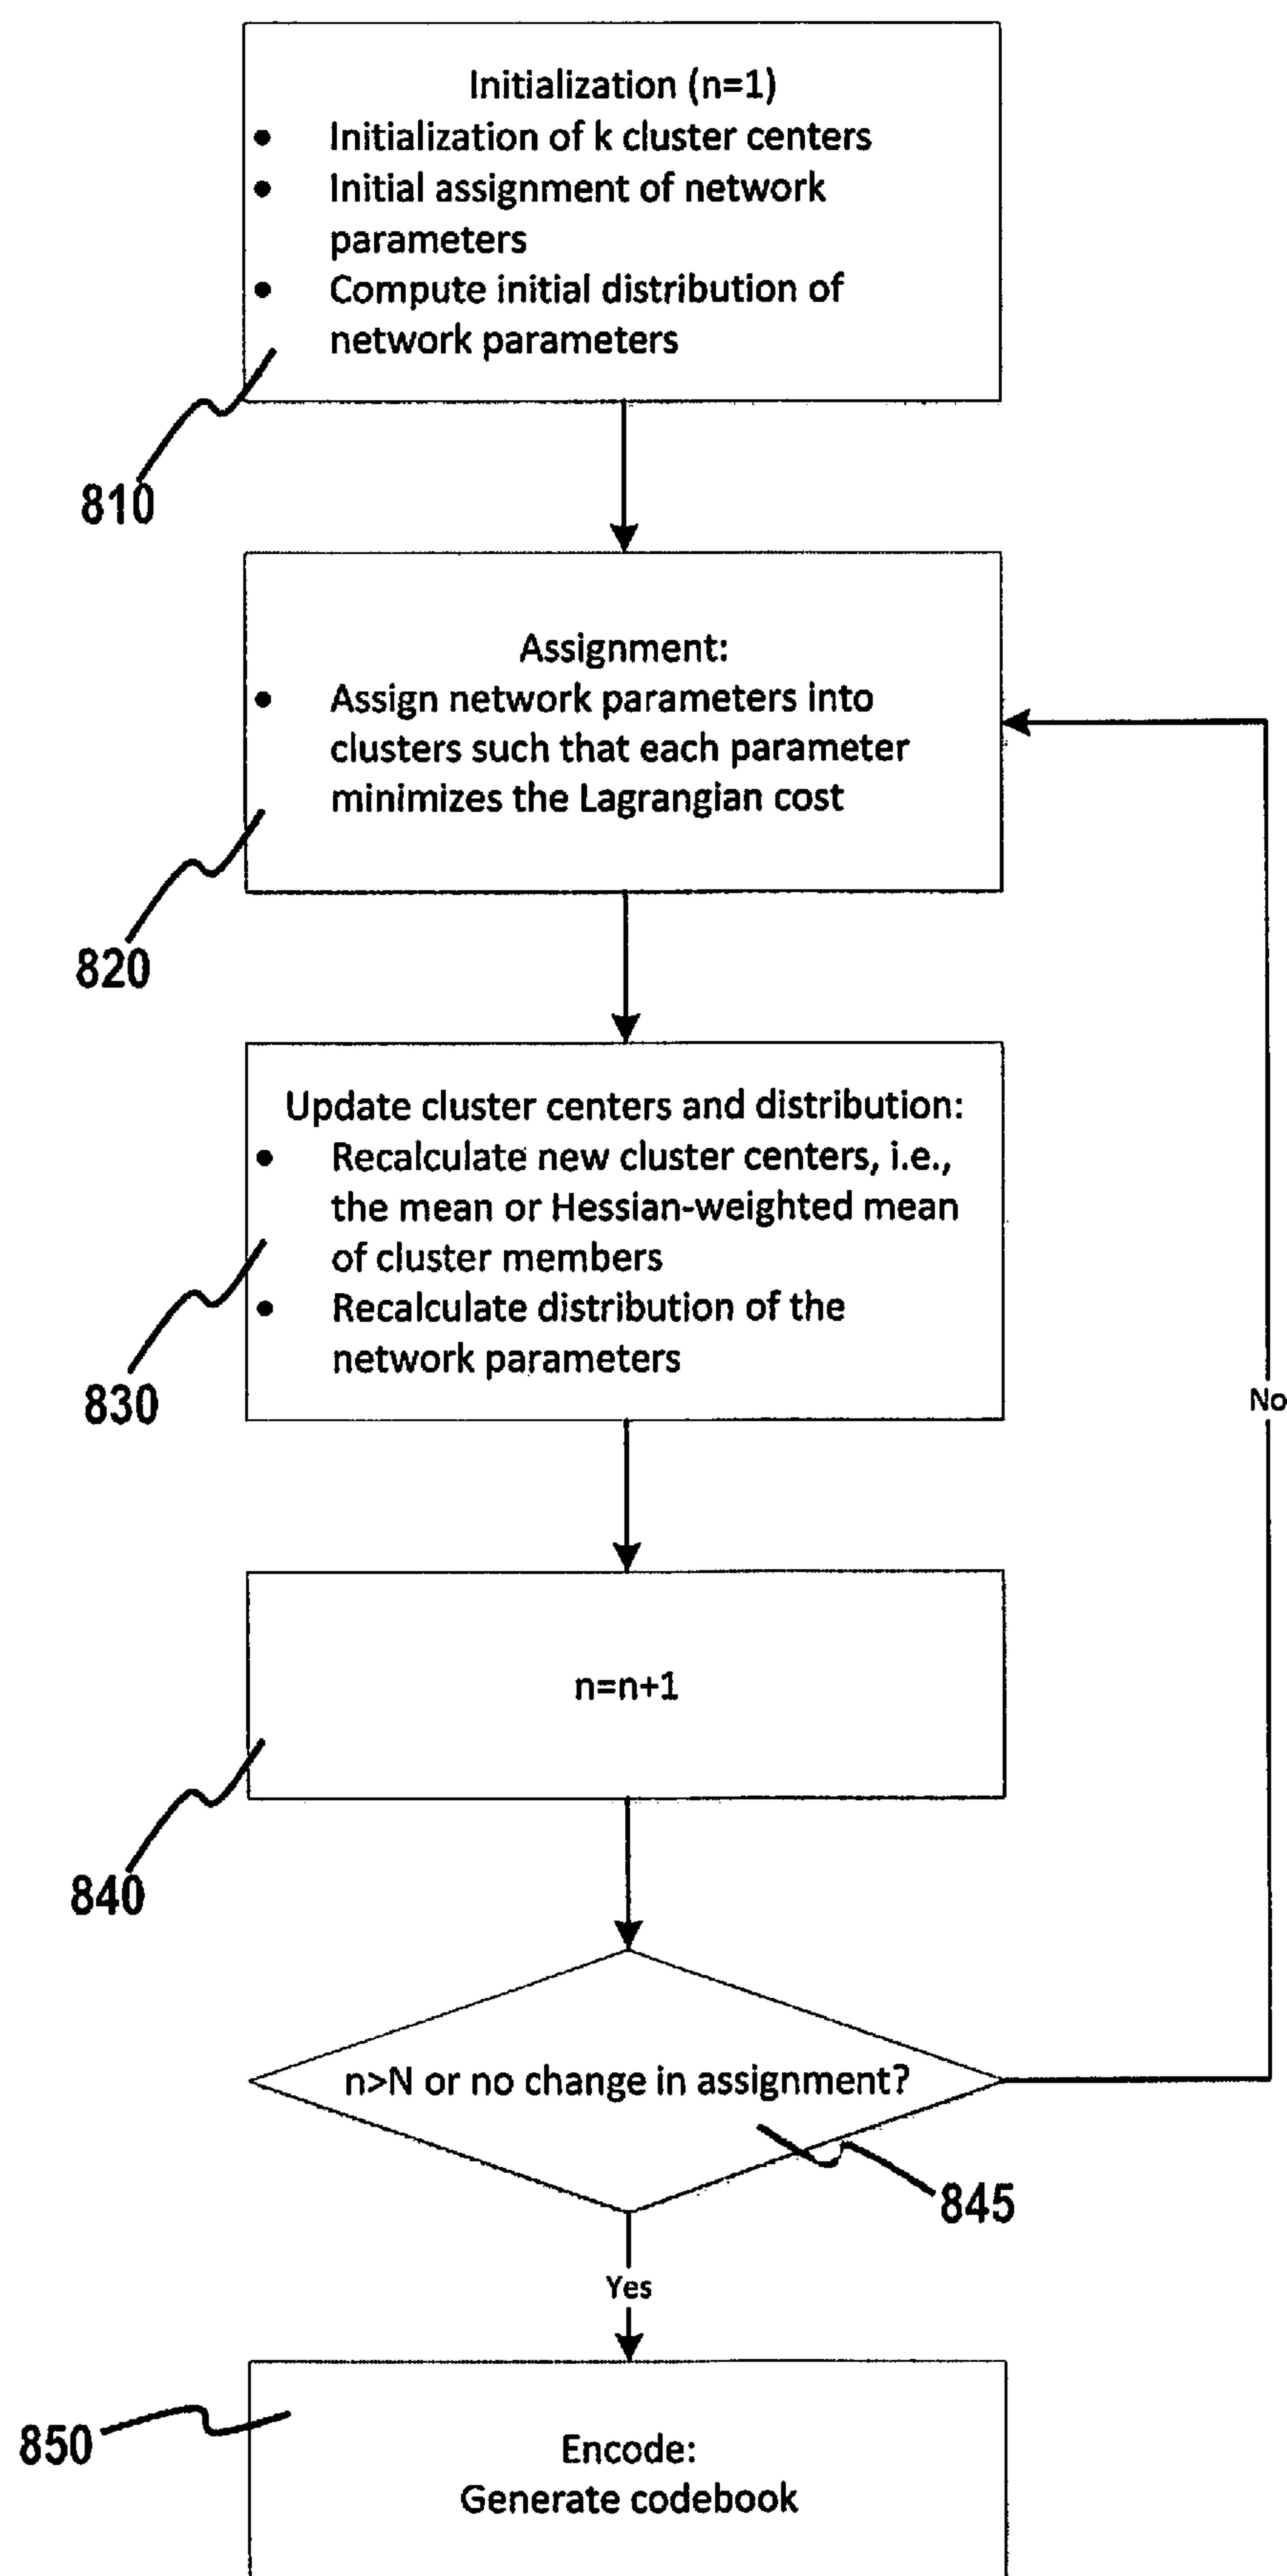 Initialization (n=1)
• Initialization of k cluster centers
• Initial assignment of network
parameters
• Compute initial distribution of
network parameters
810
Assignment:
• Assign network parameters into
clusters such that each parameter
minimizes the Lagrangian cost
820
Update cluster centers and distribution:
• Recalculate new cluster centers, i.e.,
the mean or Hessian-weighted mean
of cluster members
• Recalculate distribution of the
network parameters
830
No
n=n+1
840
n>N or no change in assignment?
845
Yes
850
Encode:
Generate codebook